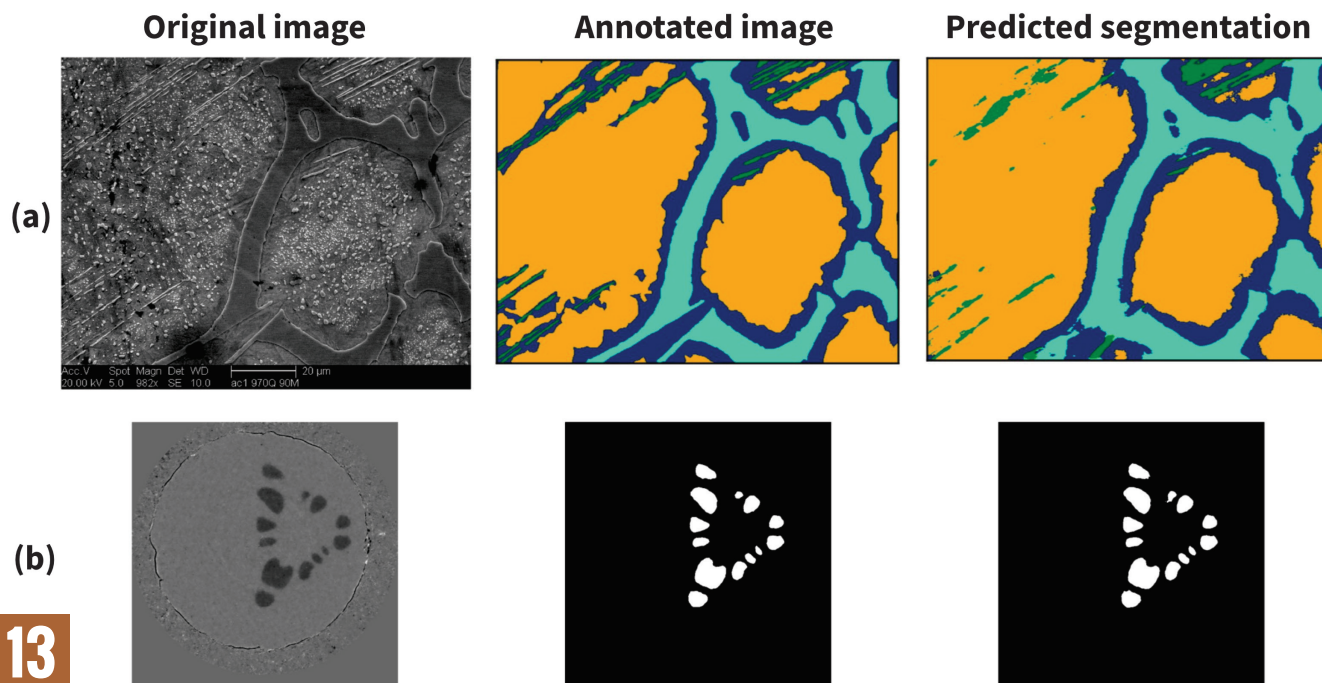 Original image
Annotated image
Predicted segmentation
(a)
Acc.V Spot Magn Det WD
20.00 kV 5.0 982x SE 10.0 ac1 970Q 90M
20 µm
(b)
13